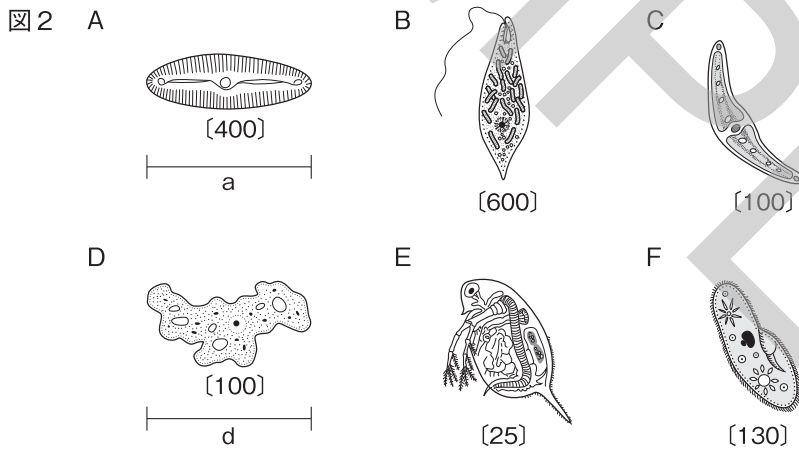 図2 A B C
〔400〕 〔600〕 〔100〕
a
D E F
〔100〕 〔25〕 〔130〕
d